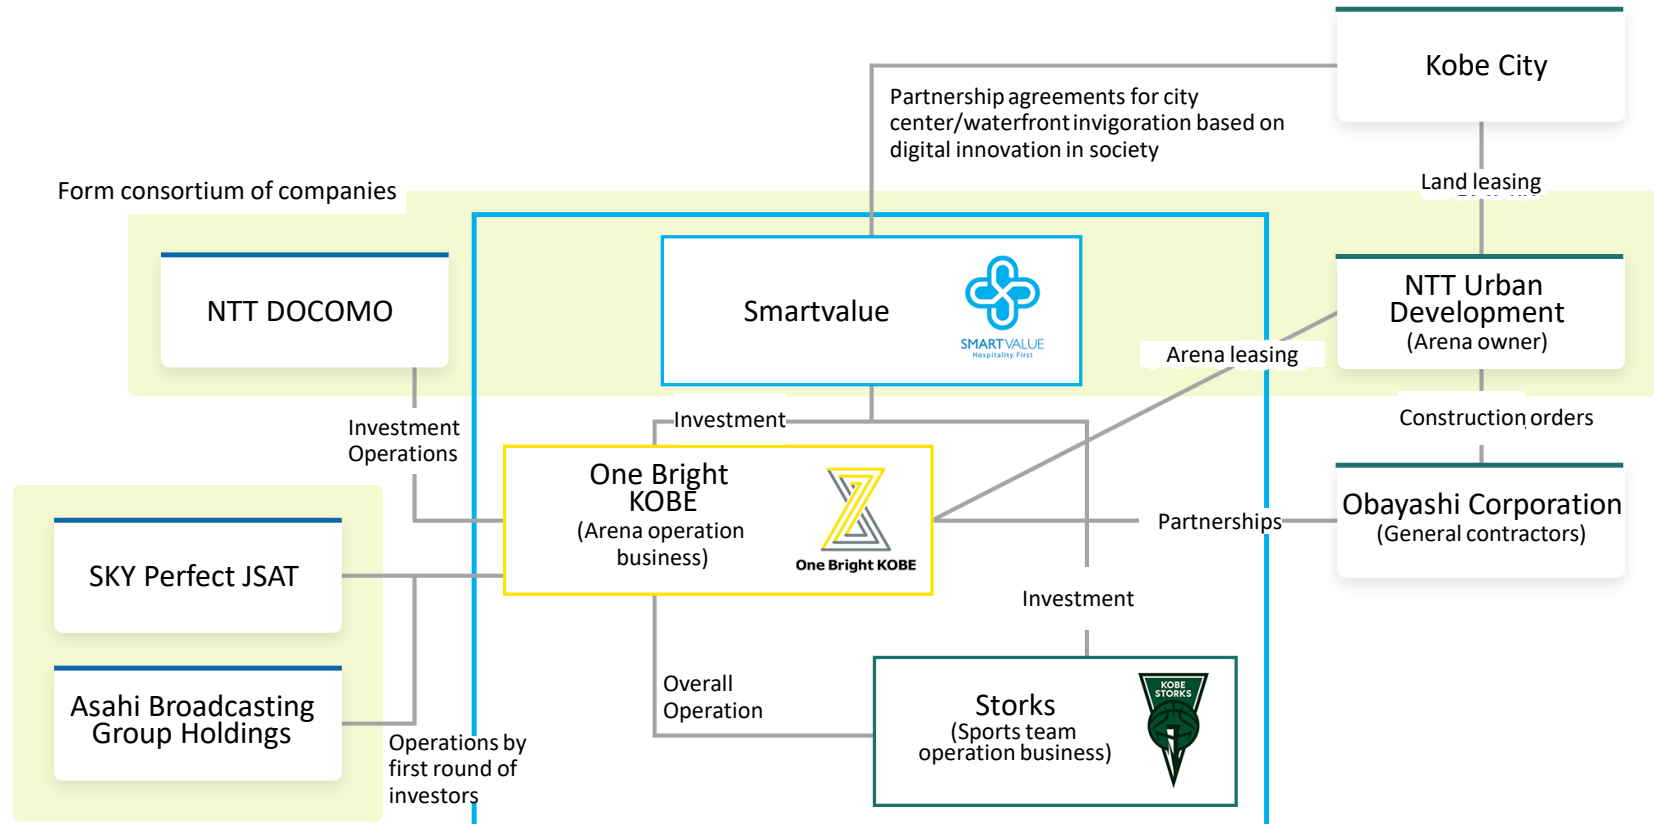 Kobe City
Partnership agreements for city
center/waterfront invigoration based on
digital innovation in society
Land leasing
Form consortium of companies
NTT DOCOMO
Smartvalue
SMARTVALUE
Hospitality First
NTT Urban
Development
(Arena owner)
Arena leasing
Investment
Operations
Investment
Construction orders
One Bright
KOBE
(Arena operation
business)
One Bright KOBE
Partnerships
Obayashi Corporation
(General contractors)
SKY Perfect JSAT
Investment
Asahi Broadcasting
Group Holdings
Operations by
first round of
investors
Overall
Operation
Storks
(Sports team
operation business)
KOBE
STORKS